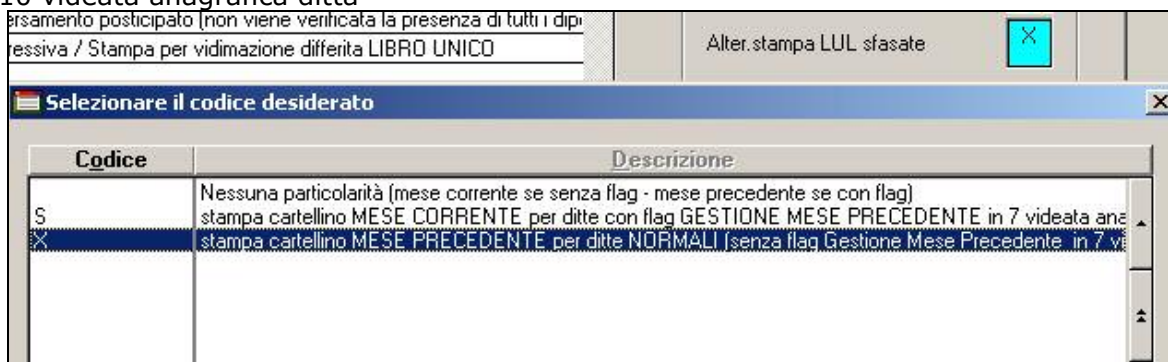 10 videata anagrafica ditta
ersamento posticipato (non viene verificata la presenza di tutti i dip
ressiva / Stampa per vidimazione differita LIBRO UNICO
Alter.stampa LUL sfasate
X
Selezionare il codice desiderato
Codice Descrizione
Nessuna particolarità (mese corrente se senza flag - mese precedente se con flag)
S stampa cartellino MESE CORRENTE per ditte con flag GESTIONE MESE PRECEDENTE in 7 videata ana
X stampa cartellino MESE PRECEDENTE per ditte NORMALI (senza flag Gestione Mese Precedente in 7 vi